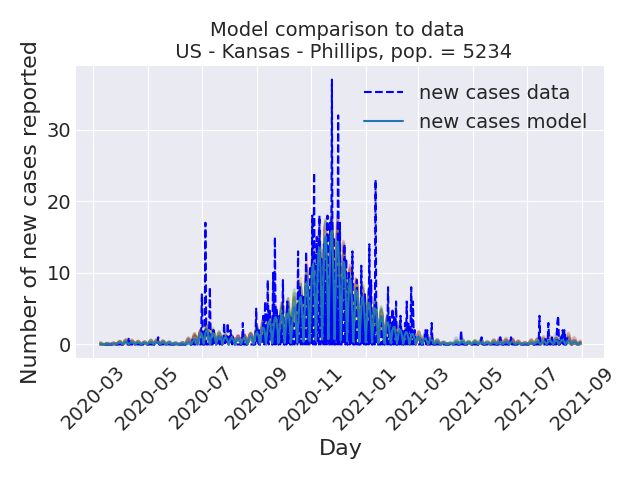 Model comparison to data
US - Kansas - Phillips, pop. = 5234
Number of new cases reported
30
20
10
0
new cases data
new cases model
2020-03
2020-05
2020-07
2020-09
2020-11
2021-01
2021-03
2021-05
2021-07
2021-09
Day